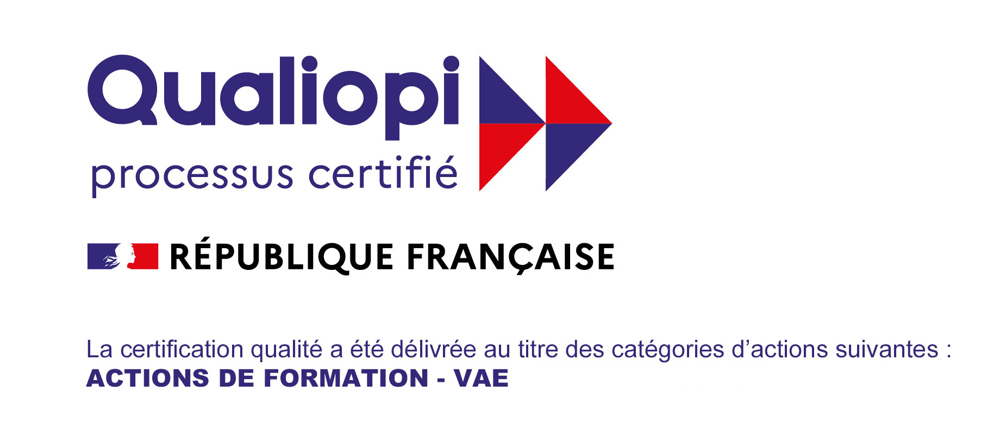 Qualiopi
processus certifié
RÉPUBLIQUE FRANÇAISE
La certification qualité a été délivrée au titre des catégories d’actions suivantes :
ACTIONS DE FORMATION - VAE